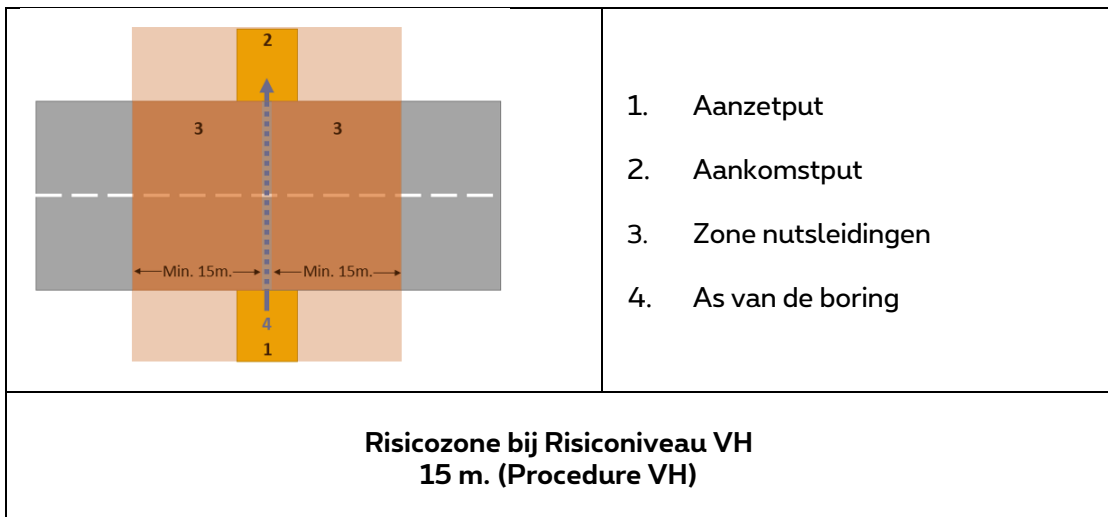 2
3 3
Min. 15m. Min. 15m.
4
1
1. Aanzetput
2. Aankomstput
3. Zone nutsleidingen
4. As van de boring
Risicozone bij Risiconiveau VH
15 m. (Procedure VH)